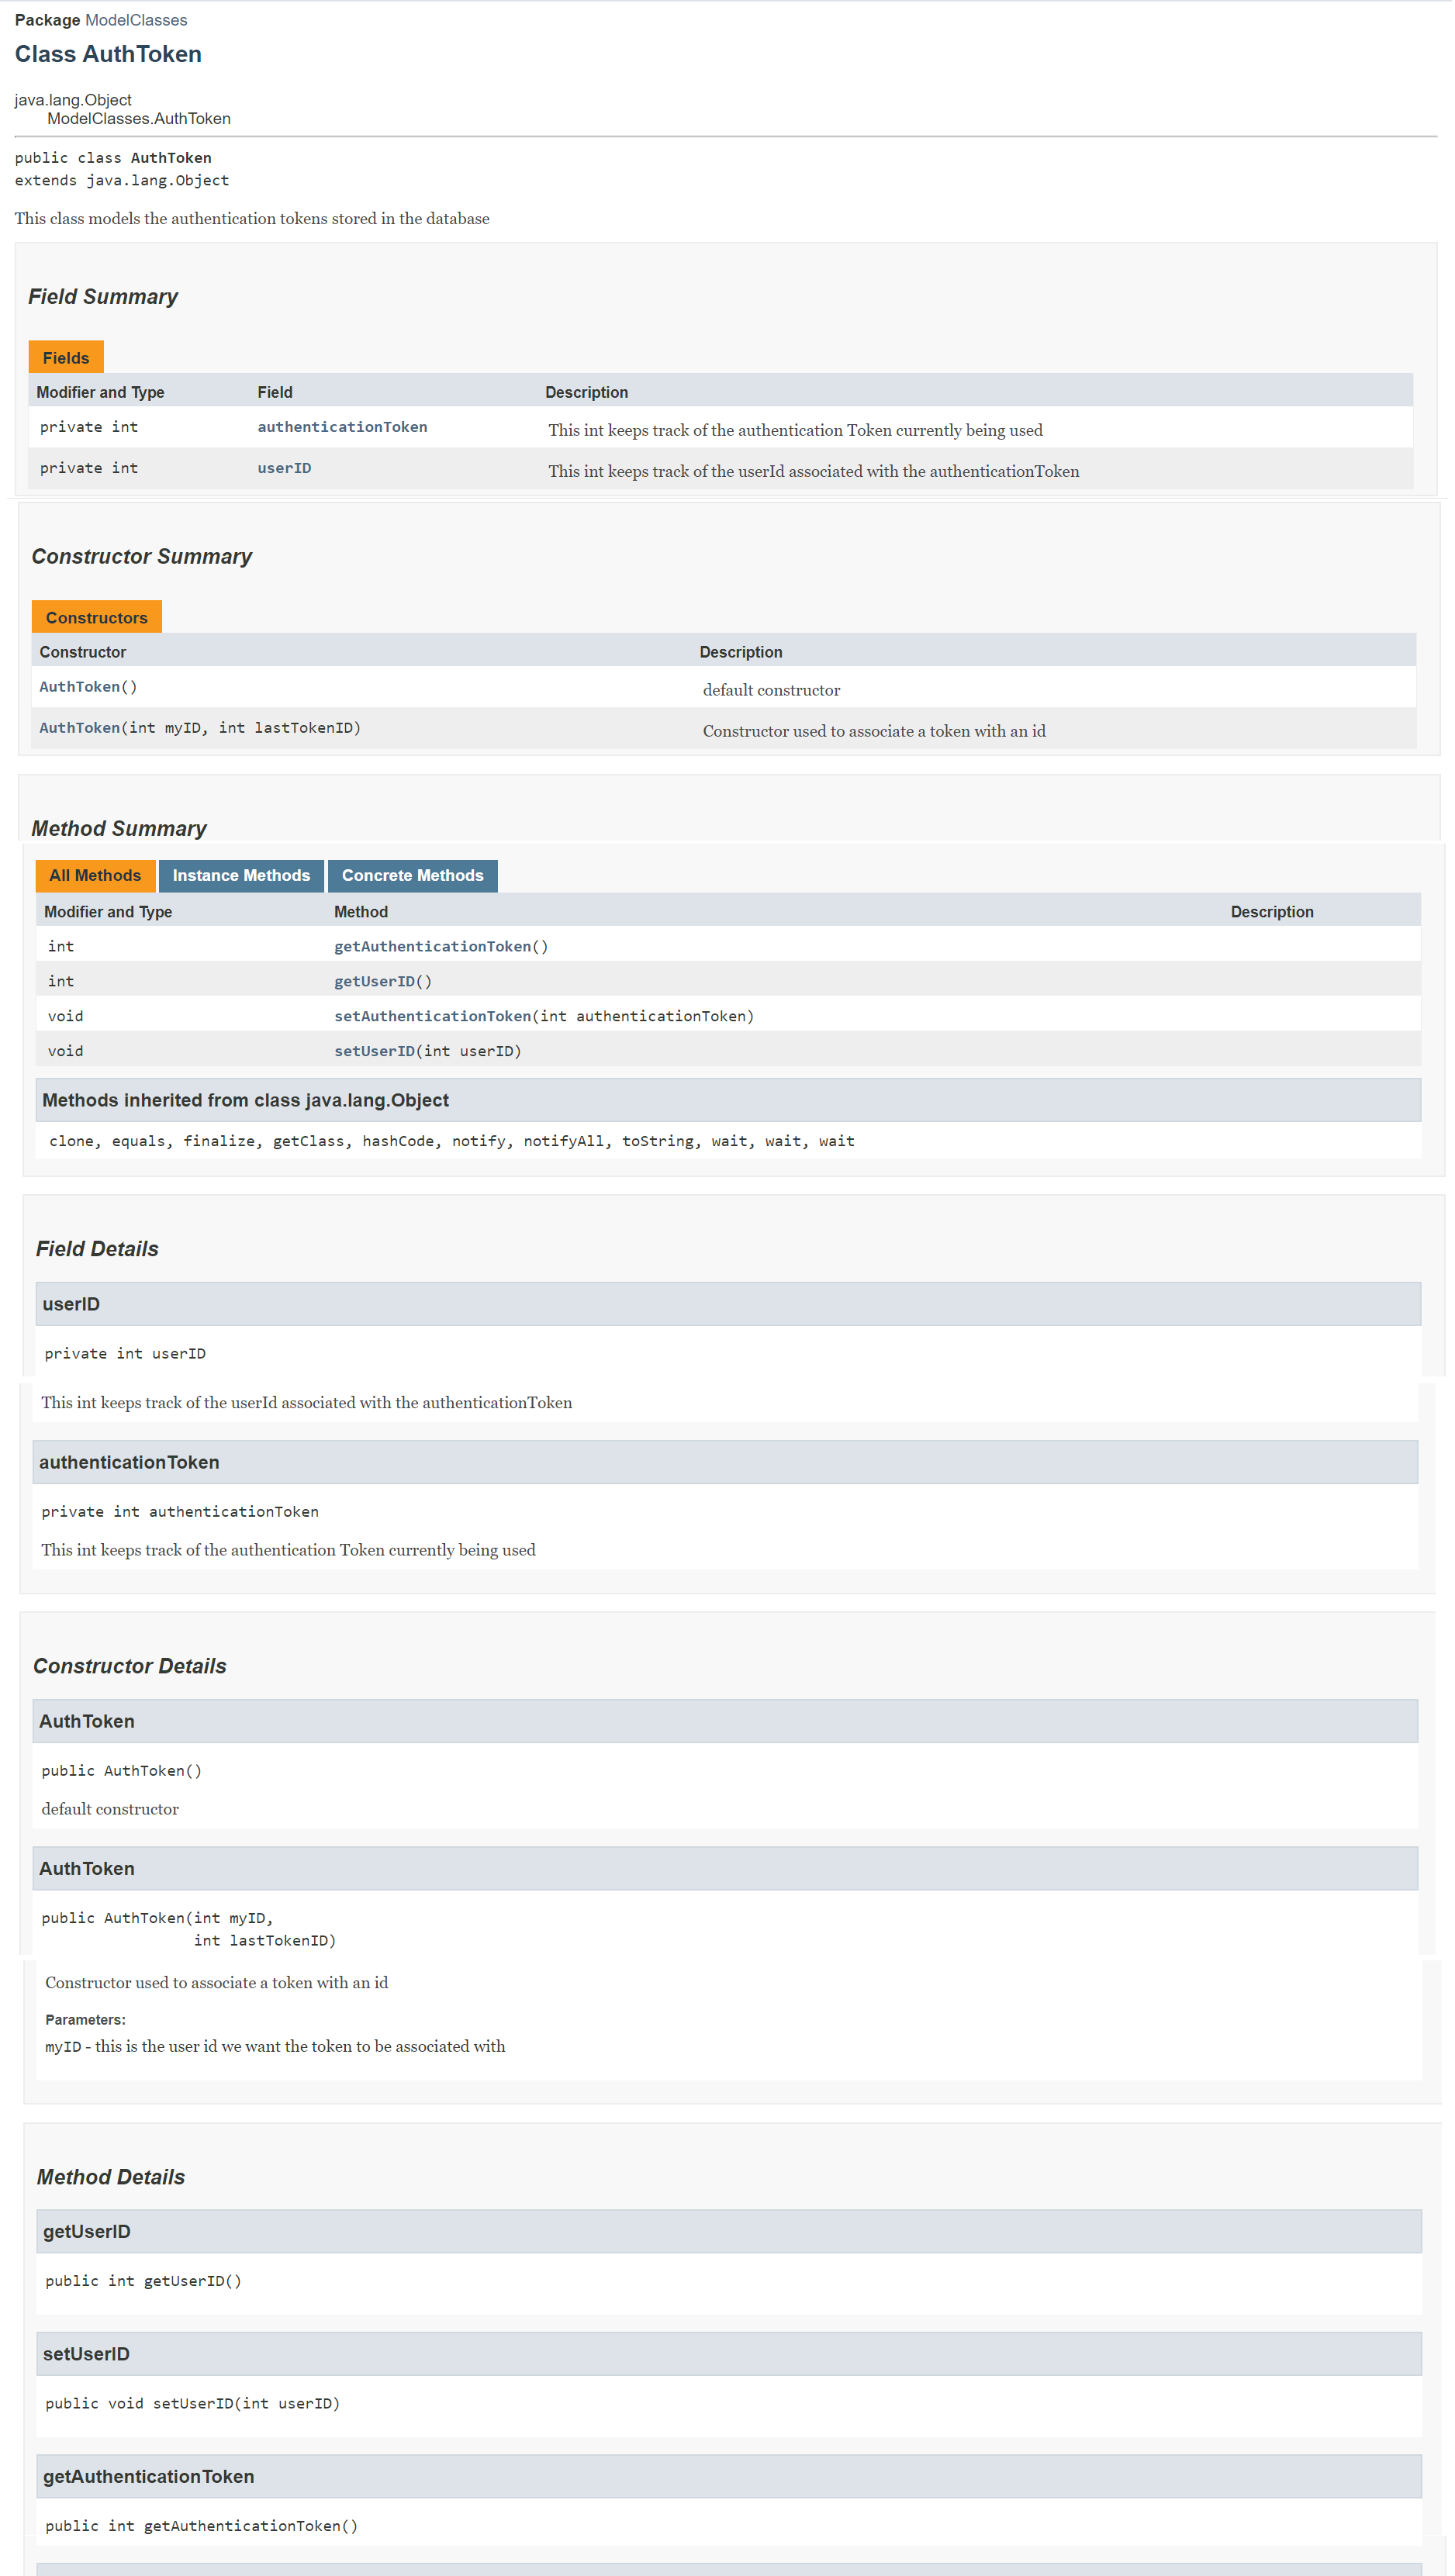 Package ModelClasses
Class AuthToken
java.lang.Object
ModelClasses.AuthToken
public class AuthToken
extends java.lang.Object
This class models the authentication tokens stored in the database
Field Summary
Fields
Modifier and Type Field Description
private int authenticationToken This int keeps track of the authentication Token currently being used
private int userID This int keeps track of the userId associated with the authenticationToken
Constructor Summary
Constructors
Constructor Description
AuthToken() default constructor
AuthToken(int myID, int lastTokenID) Constructor used to associate a token with an id
Method Summary
All Methods Instance Methods Concrete Methods
Modifier and Type Method Description
int getAuthenticationToken()
int getUserID()
void setAuthenticationToken(int authenticationToken)
void setUserID(int userID)
Methods inherited from class java.lang.Object
clone, equals, finalize, getClass, hashCode, notify, notifyAll, toString, wait, wait, wait
Field Details
userID
private int userID
This int keeps track of the userId associated with the authenticationToken
authenticationToken
private int authenticationToken
This int keeps track of the authentication Token currently being used
Constructor Details
AuthToken
public AuthToken()
default constructor
AuthToken
public AuthToken(int myID,
int lastTokenID)
Constructor used to associate a token with an id
Parameters:
myID - this is the user id we want the token to be associated with
Method Details
getUserID
public int getUserID()
setUserID
public void setUserID(int userID)
getAuthenticationToken
public int getAuthenticationToken()